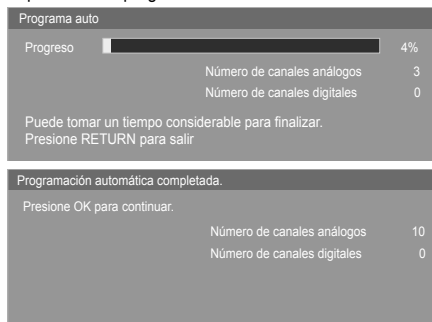 Programa auto
Progreso 4%
Número de canales análogos 3
Número de canales digitales 0
Puede tomar un tiempo considerable para finalizar.
Presione RETURN para salir
Programación automática completada.
Presione OK para continuar.
Número de canales análogos 10
Número de canales digitales 0